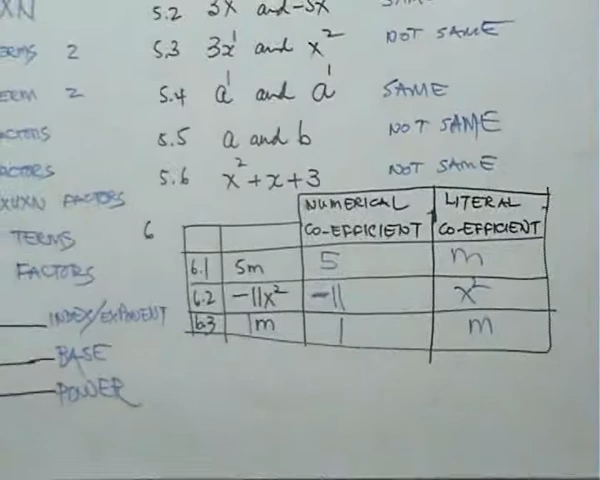 XN 5.2 3x and -5x
TERMS 2 5.3 3x¹ and x² NOT SAME
TERM 2 5.4 a¹ and a¹ SAME
FACTORS 5.5 a and b NOT SAME
FACTORS 5.6 x² + x + 3 NOT SAME
FACTORS
TERMS 6 NUMERICAL CO-EFFICIENT LITERAL CO-EFFICIENT
FACTORS 6.1 5m 5 m
6.2 -11x² -11 x²
INDEX/EXPONENT 6.3 1m 1 m
BASE
POWER